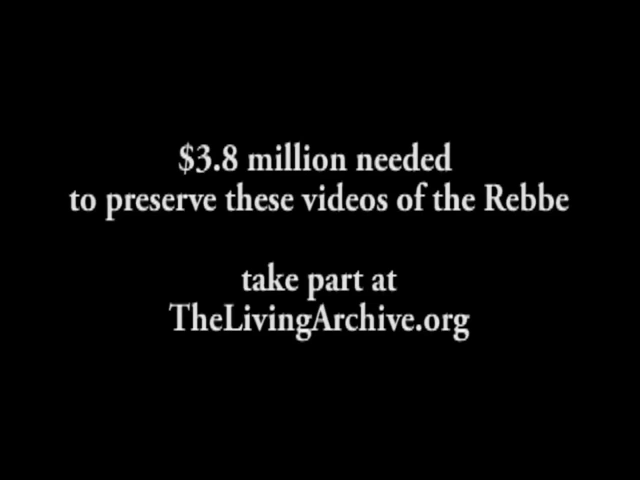 $3.8 million needed
to preserve these videos of the Rebbe
take part at
TheLivingArchive.org